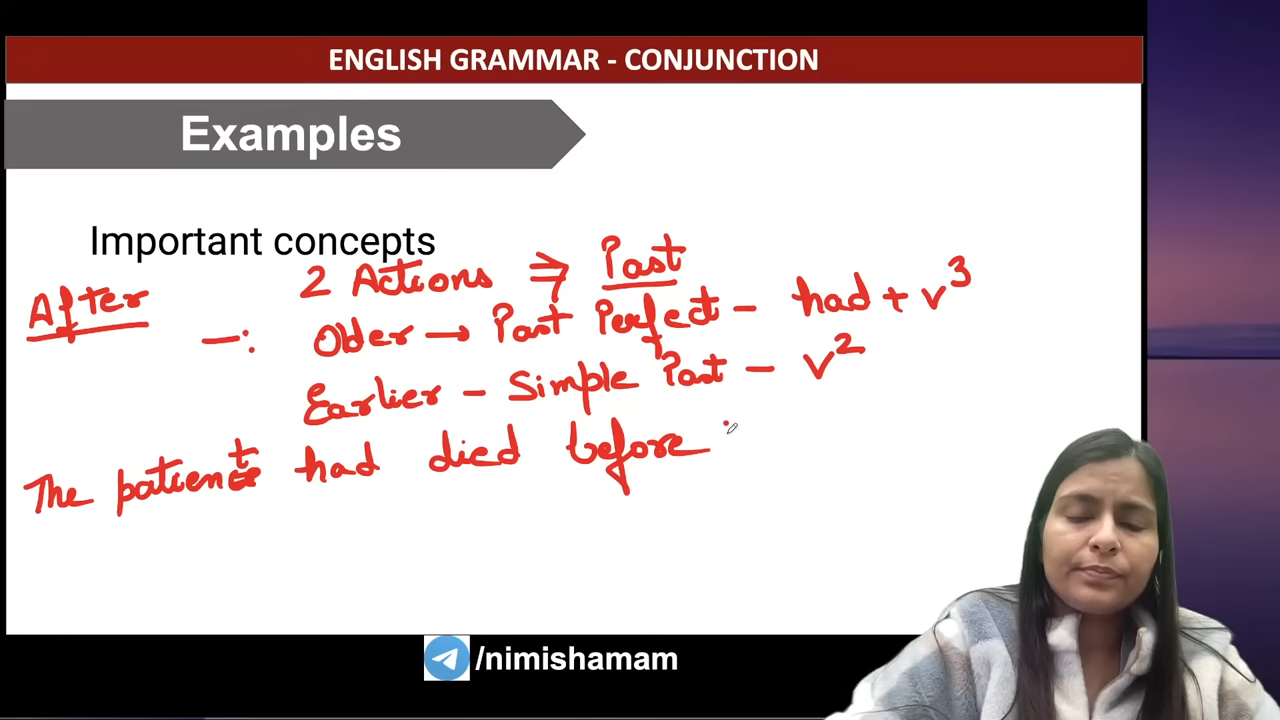 ENGLISH GRAMMAR - CONJUNCTION
Examples
Important concepts
2 Actions ⇒ Past
After
—: Older → Past Perfect - had + v³
Earlier - Simple Past - v²
The patient had died before
/nimishamam